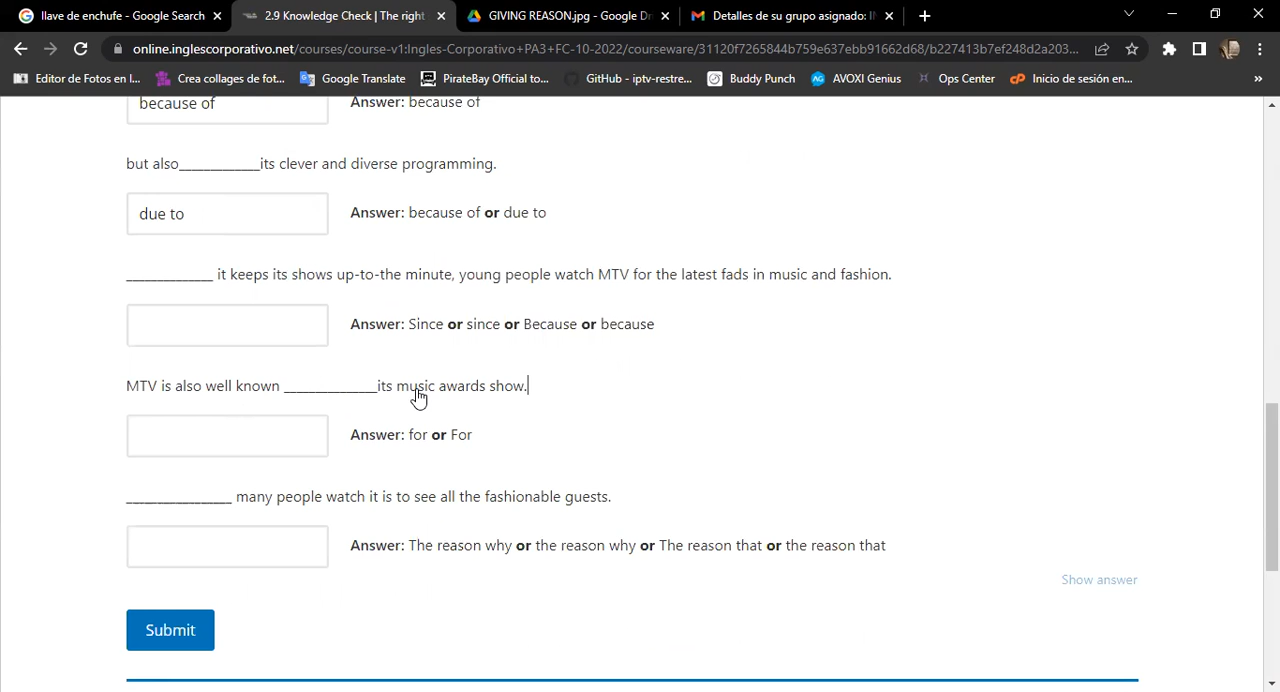 llave de enchufe - Google Search
2.9 Knowledge Check | The right
GIVING REASON.jpg - Google Dr
Detalles de su grupo asignado: I
online.inglescorporativo.net/courses/course-v1:Ingles-Corporativo+PA3+FC-10-2022/courseware/31120f7265844b759e637ebb91662d68/b227413b7ef248d2a203...
Editor de Fotos en l...
Crea collages de fot...
Google Translate
PirateBay Official to...
GitHub - iptv-restre...
Buddy Punch
AVOXI Genius
Ops Center
Inicio de sesión en...
because of
Answer: because of
but also____________its clever and diverse programming.
due to
Answer: because of or due to
_____________ it keeps its shows up-to-the minute, young people watch MTV for the latest fads in music and fashion.
Answer: Since or since or Because or because
MTV is also well known ______________its music awards show.
Answer: for or For
________________ many people watch it is to see all the fashionable guests.
Answer: The reason why or the reason why or The reason that or the reason that
Show answer
Submit